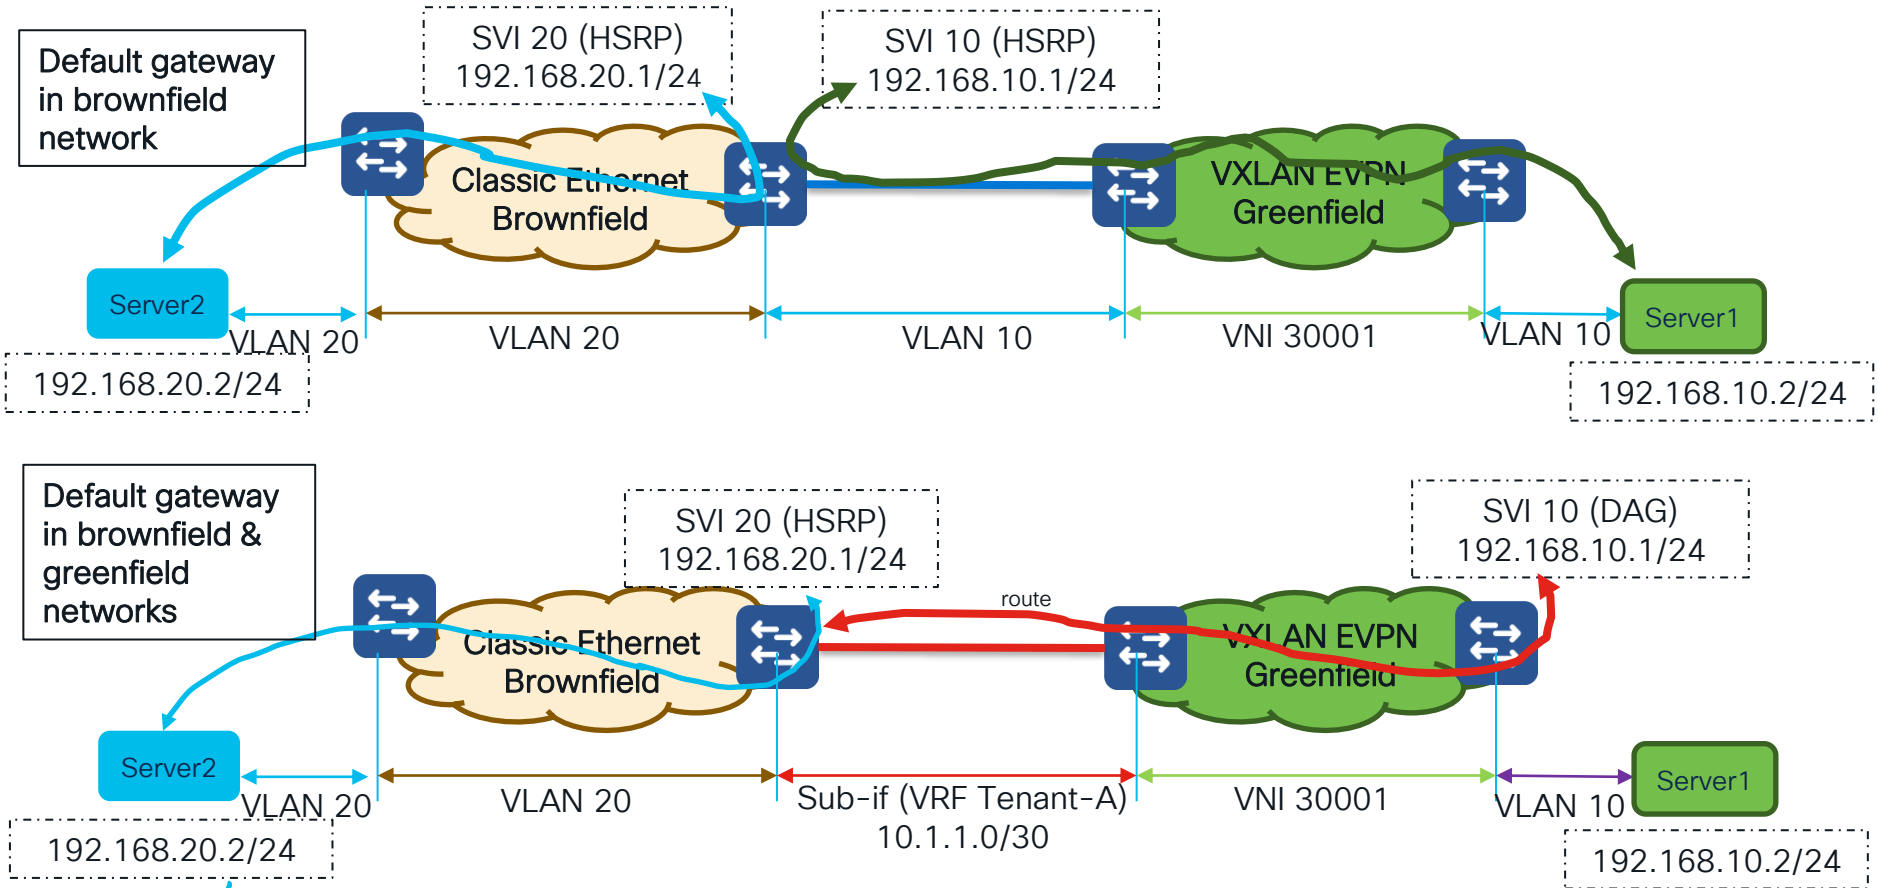 Default gateway
in brownfield
network
SVI 20 (HSRP)
192.168.20.1/24
SVI 10 (HSRP)
192.168.10.1/24
Classic Ethernet
Brownfield
VXLAN EVPN
Greenfield
Server2
VLAN 20
VLAN 20
VLAN 10
VNI 30001
VLAN 10
Server1
192.168.20.2/24
192.168.10.2/24
Default gateway
in brownfield &
greenfield
networks
SVI 20 (HSRP)
192.168.20.1/24
SVI 10 (DAG)
192.168.10.1/24
route
Classic Ethernet
Brownfield
VXLAN EVPN
Greenfield
Server2
VLAN 20
VLAN 20
Sub-if (VRF Tenant-A)
10.1.1.0/30
VNI 30001
VLAN 10
Server1
192.168.20.2/24
192.168.10.2/24